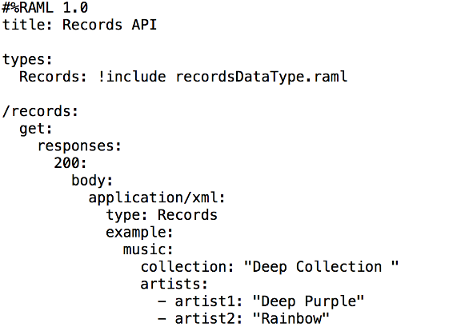 #%RAML 1.0
title: Records API

types:
  Records: !include recordsDataType.raml

/records:
  get:
    responses:
      200:
        body:
          application/xml:
            type: Records
            example:
              music:
                collection: "Deep Collection "
                artists:
                  - artist1: "Deep Purple"
                  - artist2: "Rainbow"